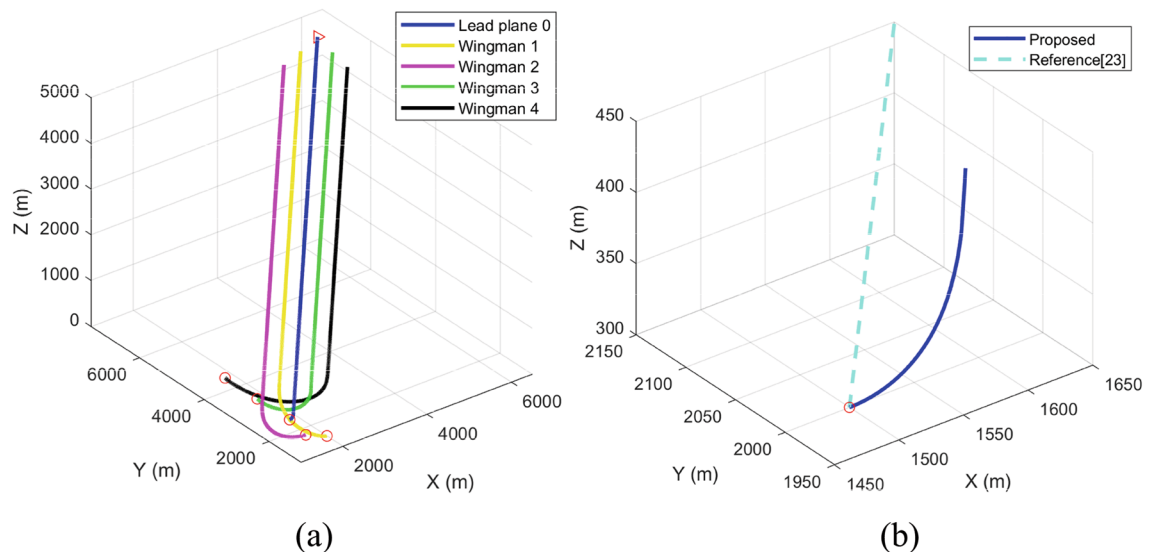 Lead plane 0
Wingman 1
Wingman 2
Wingman 3
Wingman 4
5000
4000
3000
2000
1000
0
Z (m)
6000
4000
2000
Y (m)
2000
4000
6000
X (m)
(a)
Proposed
Reference[23]
450
400
350
300
Z (m)
2150
2100
2050
2000
1950
Y (m)
1450
1500
1550
1600
1650
X (m)
(b)